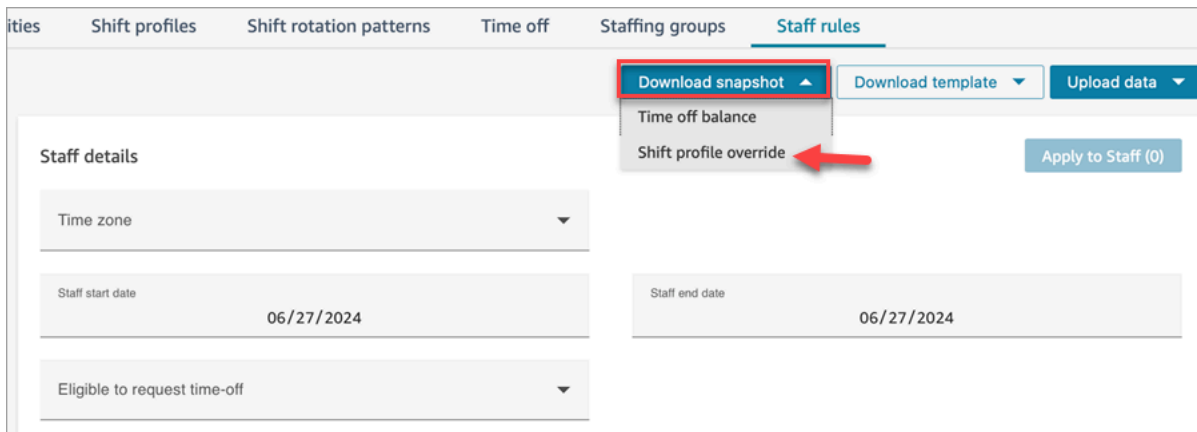 ities Shift profiles Shift rotation patterns Time off Staffing groups Staff rules
Download snapshot Download template Upload data
Time off balance
Shift profile override
Staff details
Apply to Staff (0)
Time zone
Staff start date
06/27/2024
Staff end date
06/27/2024
Eligible to request time-off